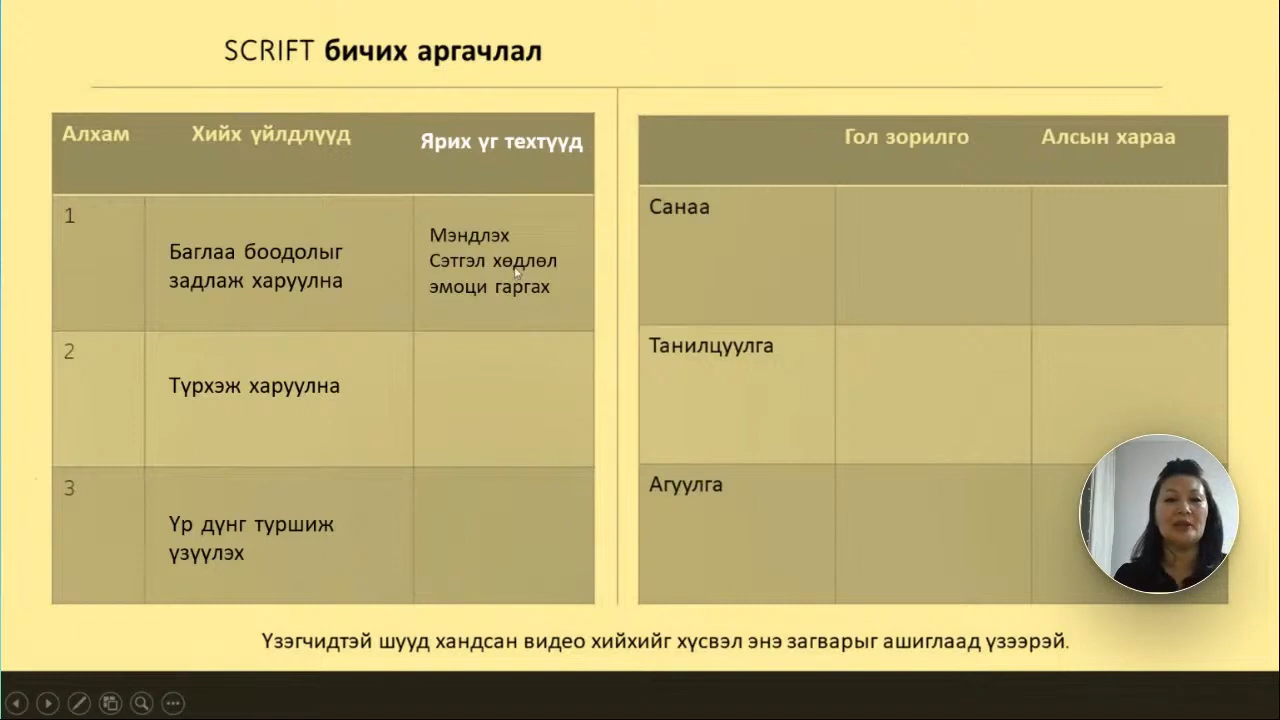 SCRIFT бичих аргачлал
Алхам Хийх үйлдлүүд Ярих үг техтүүд
1
Баглаа боодолыг
задлаж харуулна
Мэндлэх
Сэтгэл хөдлөл
эмоци гаргах
2
Түрхэж харуулна
3
Үр дүнг туршиж
үзүүлэх
Гол зорилго Алсын хараа
Санаа
Танилцуулга
Агуулга
Үзэгчидтэй шууд хандсан видео хийхийг хүсвэл энэ загварыг ашиглаад үзээрэй.